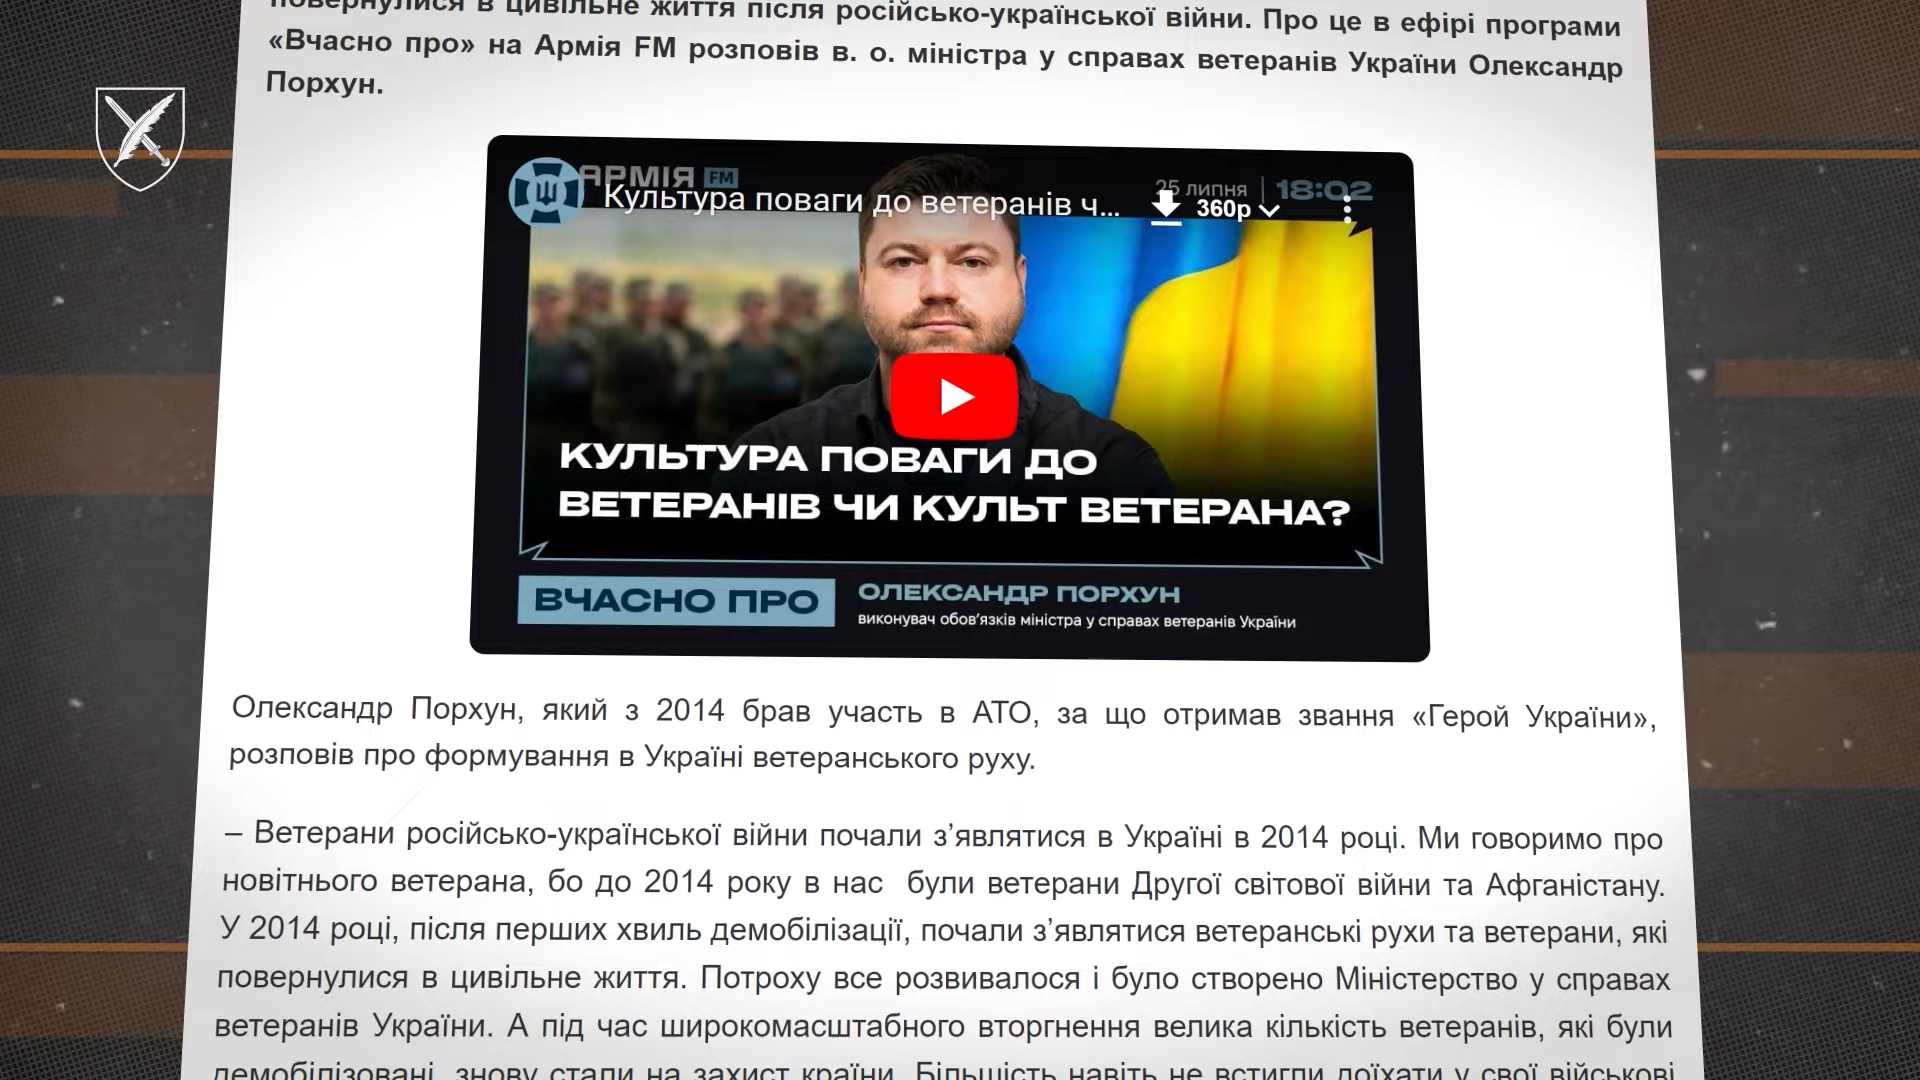 повернулися в цивільне життя після російсько-української війни. Про це в ефірі програми
«Вчасно про» на Армія FM розповів в. о. міністра у справах ветеранів України Олександр
Порхун.
АРМІЯ FM
25 липня 18:02
Культура поваги до ветеранів ч...
360p
КУЛЬТУРА ПОВАГИ ДО
ВЕТЕРАНІВ ЧИ КУЛЬТ ВЕТЕРАНА?
ВЧАСНО ПРО
ОЛЕКСАНДР ПОРХУН
виконувач обов’язків міністра у справах ветеранів України
Олександр Порхун, який з 2014 брав участь в АТО, за що отримав звання «Герой України»,
розповів про формування в Україні ветеранського руху.
– Ветерани російсько-української війни почали з’являтися в Україні в 2014 році. Ми говоримо про
новітнього ветерана, бо до 2014 року в нас були ветерани Другої світової війни та Афганістану.
У 2014 році, після перших хвиль демобілізації, почали з’являтися ветеранські рухи та ветерани, які
повернулися в цивільне життя. Потроху все розвивалося і було створено Міністерство у справах
ветеранів України. А під час широкомасштабного вторгнення велика кількість ветеранів, які були
демобілізовані, знову стали на захист країни. Більшість навіть не встигли доїхати у свої військові